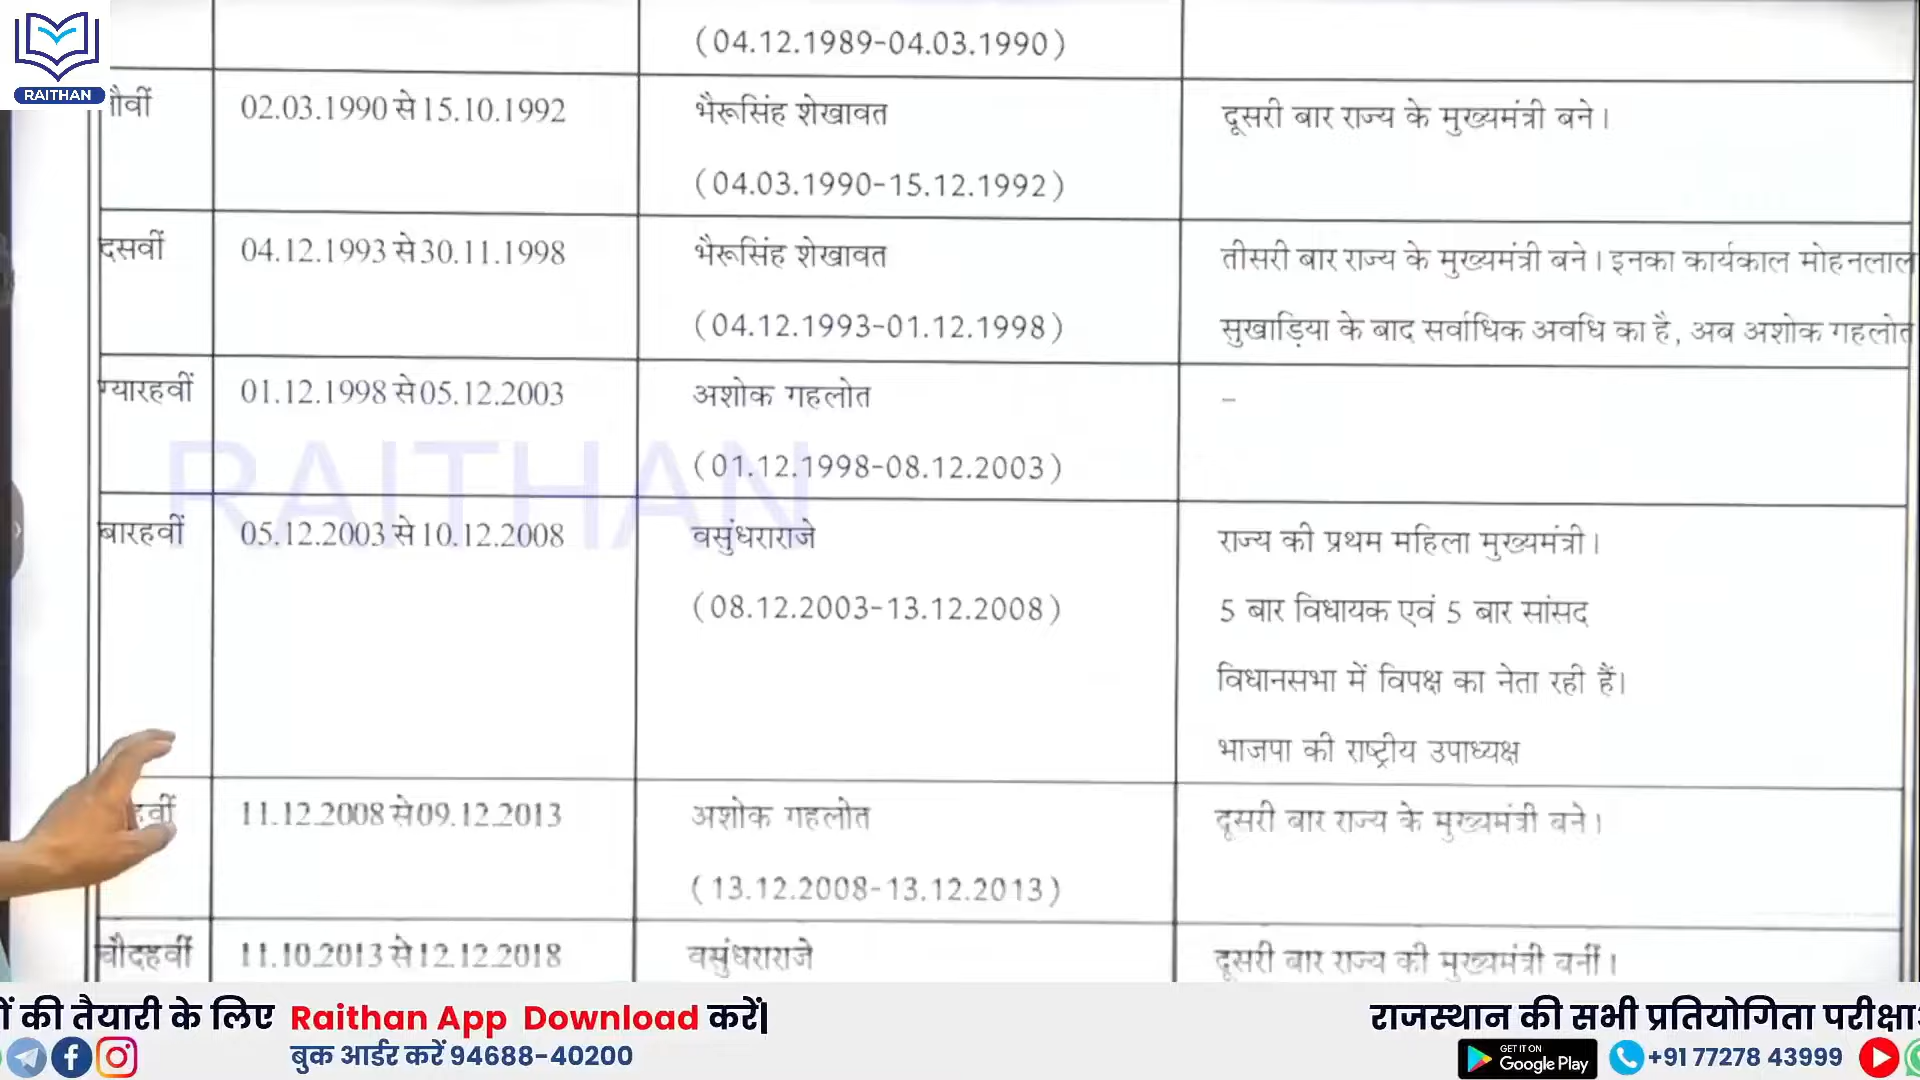 RAITHAN
(04.12.1989-04.03.1990)
02.03.1990 से 15.10.1992
भैरूसिंह शेखावत
दूसरी बार राज्य के मुख्यमंत्री बने।
(04.03.1990-15.12.1992)
दसवीं
04.12.1993 से 30.11.1998
भैरूसिंह शेखावत
तीसरी बार राज्य के मुख्यमंत्री बने। इनका कार्यकाल मोहनलाल
(04.12.1993-01.12.1998)
सुखाड़िया के बाद सर्वाधिक अवधि का है, अब अशोक गहलोत
ग्यारहवीं
01.12.1998 से 05.12.2003
अशोक गहलोत
–
(01.12.1998-08.12.2003)
RAITHAN
बारहवीं
05.12.2003 से 10.12.2008
वसुंधराराजे
राज्य की प्रथम महिला मुख्यमंत्री।
(08.12.2003-13.12.2008)
5 बार विधायक एवं 5 बार सांसद
विधानसभा में विपक्ष का नेता रही हैं।
भाजपा की राष्ट्रीय उपाध्यक्ष
11.12.2008 से 09.12.2013
अशोक गहलोत
दूसरी बार राज्य के मुख्यमंत्री बने।
(13.12.2008-13.12.2013)
चौदहवीं
11.10.2013 से 12.12.2018
वसुंधराराजे
दूसरी बार राज्य की मुख्यमंत्री बनीं।
की तैयारी के लिए Raithan App Download करें|
राजस्थान की सभी प्रतियोगिता
बुक आर्डर करें 94688-40200
GET IT ON
Google Play
+91 77278 43999